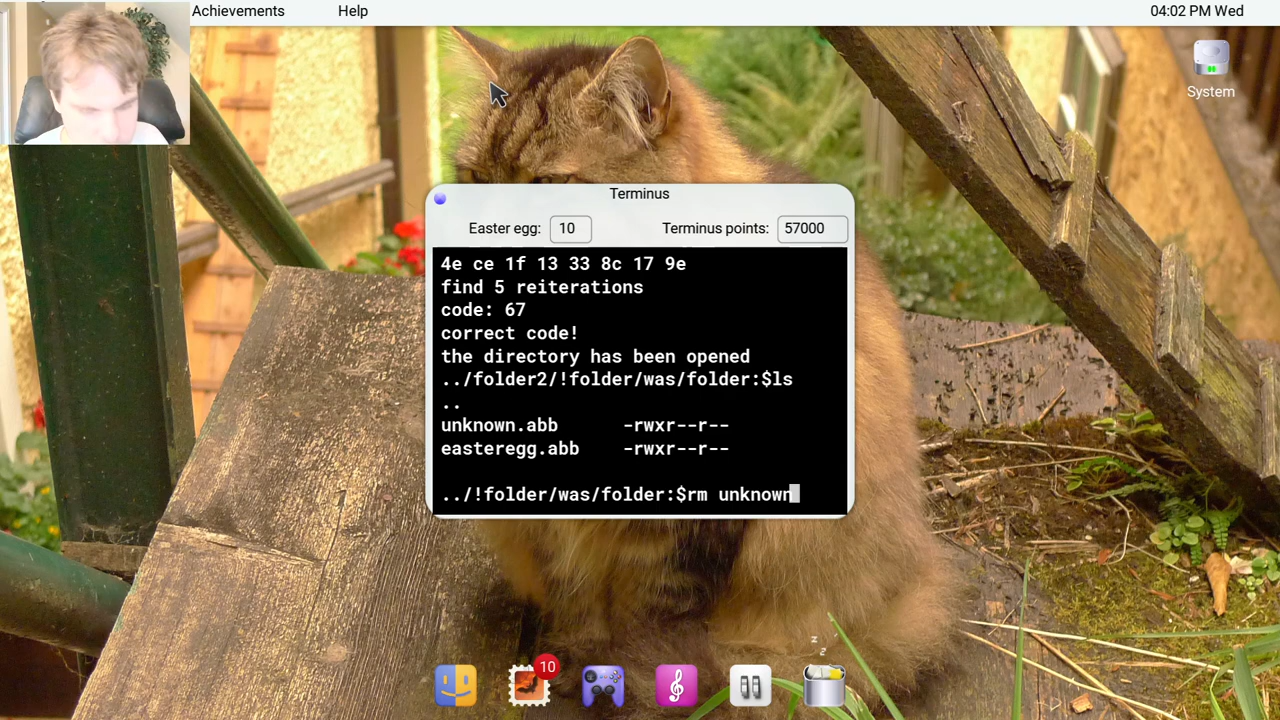 Achievements Help 04:02 PM Wed
System
Terminus
Easter egg: 10 Terminus points: 57000
4e ce 1f 13 33 8c 17 9e
find 5 reiterations
code: 67
correct code!
the directory has been opened
../folder2/!folder/was/folder:$ls
..
unknown.abb -rwxr--r--
easteregg.abb -rwxr--r--
../!folder/was/folder:$rm unknown
z
z
10